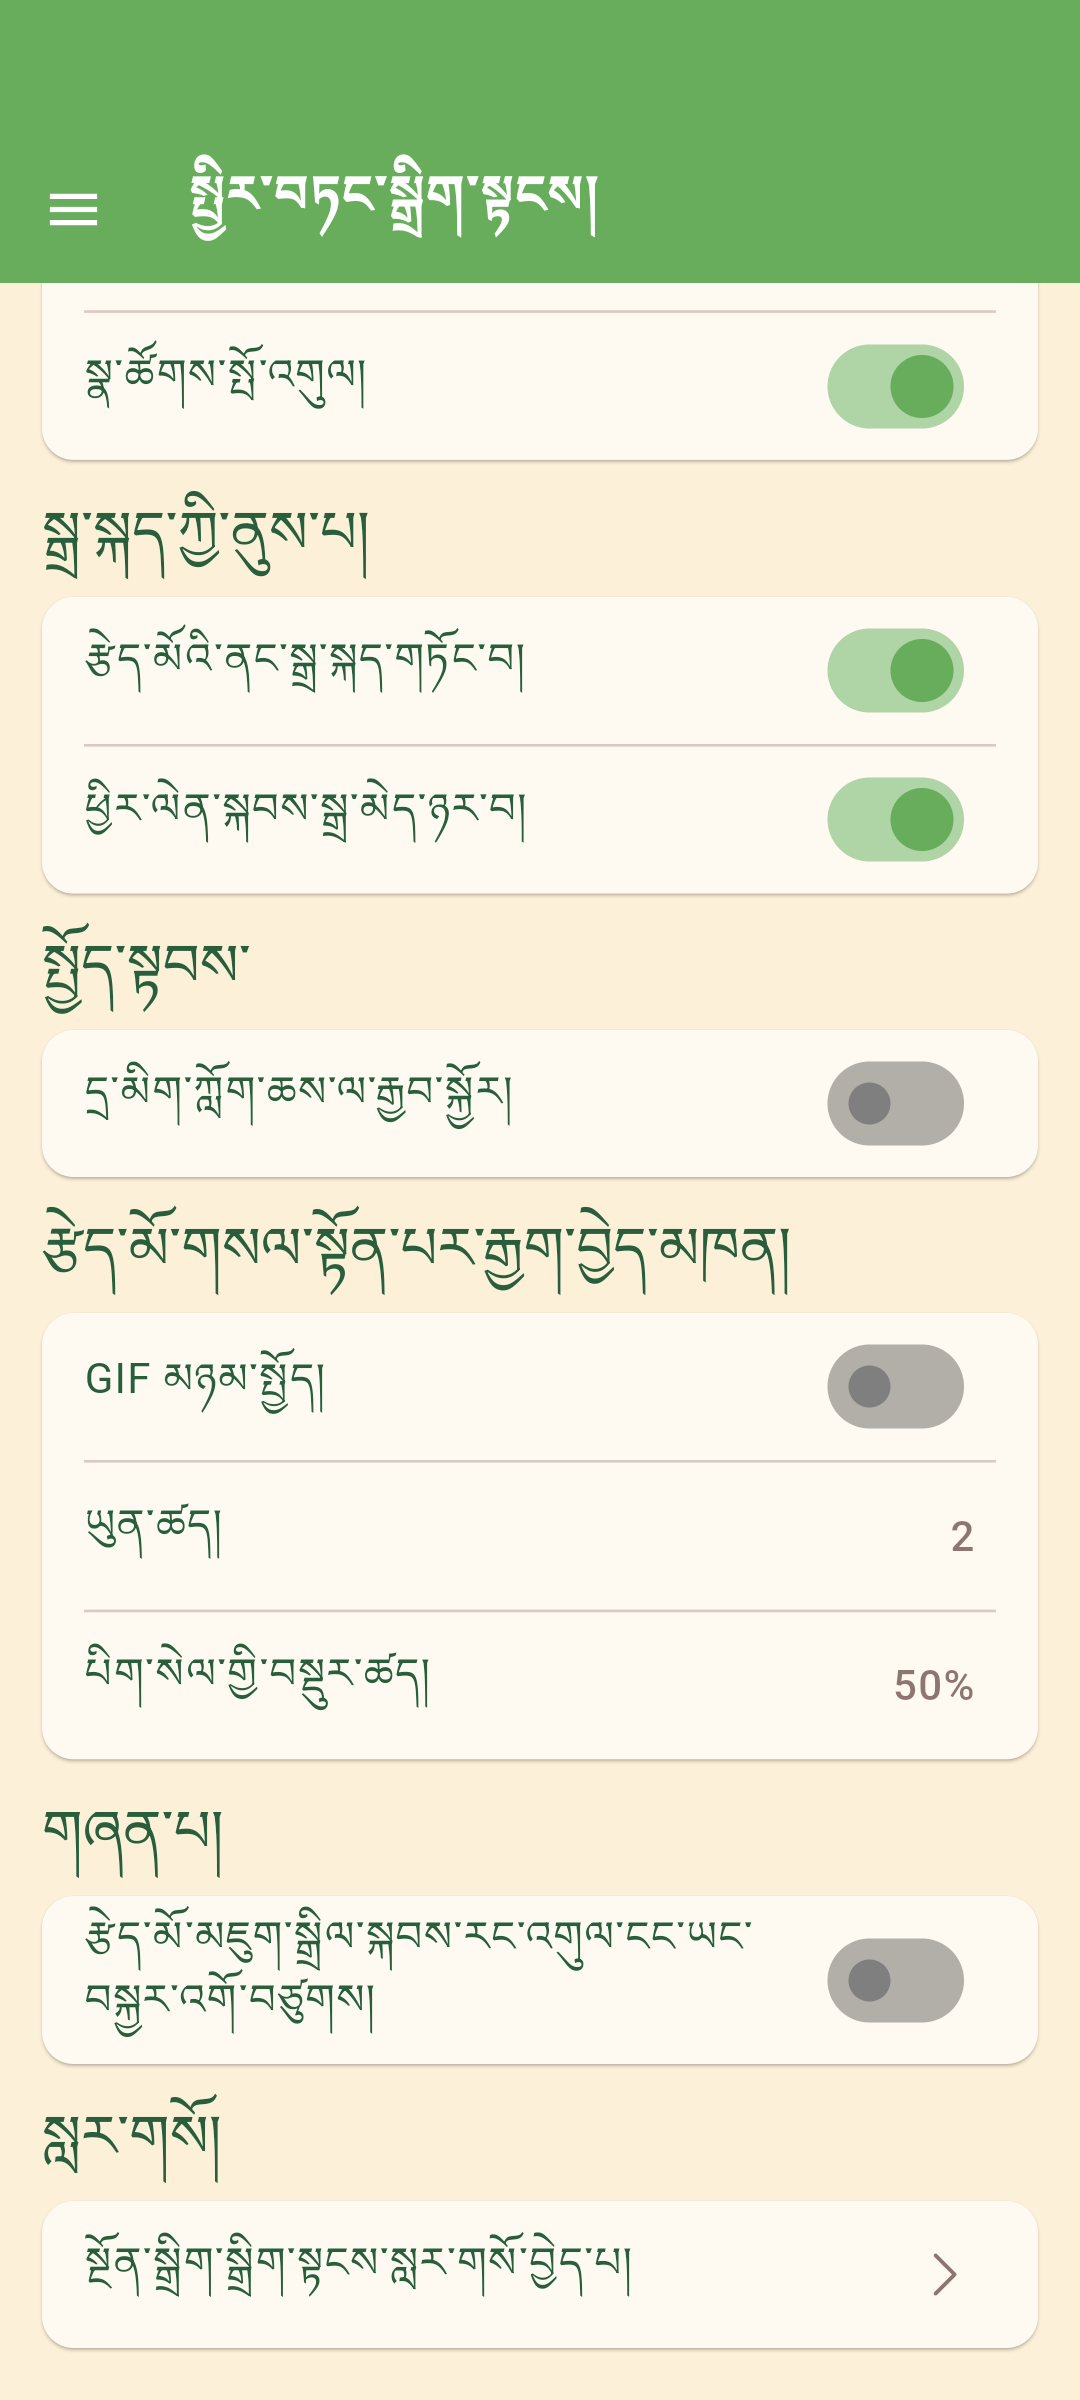 སྤྱིར་བཏང་སྒྲིག་སྟངས།
སྣ་ཚོགས་སྤོ་འགུལ།
སྒྲ་སྐད་ཀྱི་ནུས་པ།
རྩེད་མོའི་ནང་སྒྲ་སྐད་གཏོང་བ།
ཕྱིར་ལེན་སྐབས་སྒྲ་མེད་ཉར་བ།
སྤྱོད་སྟབས་
དྲ་མིག་ཀློག་ཆས་ལ་རྒྱབ་སྐྱོར།
རྩེད་མོ་གསལ་སྟོན་པར་རྒྱག་བྱེད་མཁན།
GIF མཉམ་སྤྱོད།
ཡུན་ཚད།
2
པིག་སེལ་གྱི་བསྡུར་ཚད།
50%
གཞན་པ།
རྩེད་མོ་མཇུག་སྒྲིལ་སྐབས་རང་འགུལ་ངང་ཡང་
བསྐྱར་འགོ་བཙུགས།
སླར་གསོ།
སྔོན་སྒྲིག་སྒྲིག་སྟངས་སླར་གསོ་བྱེད་པ།